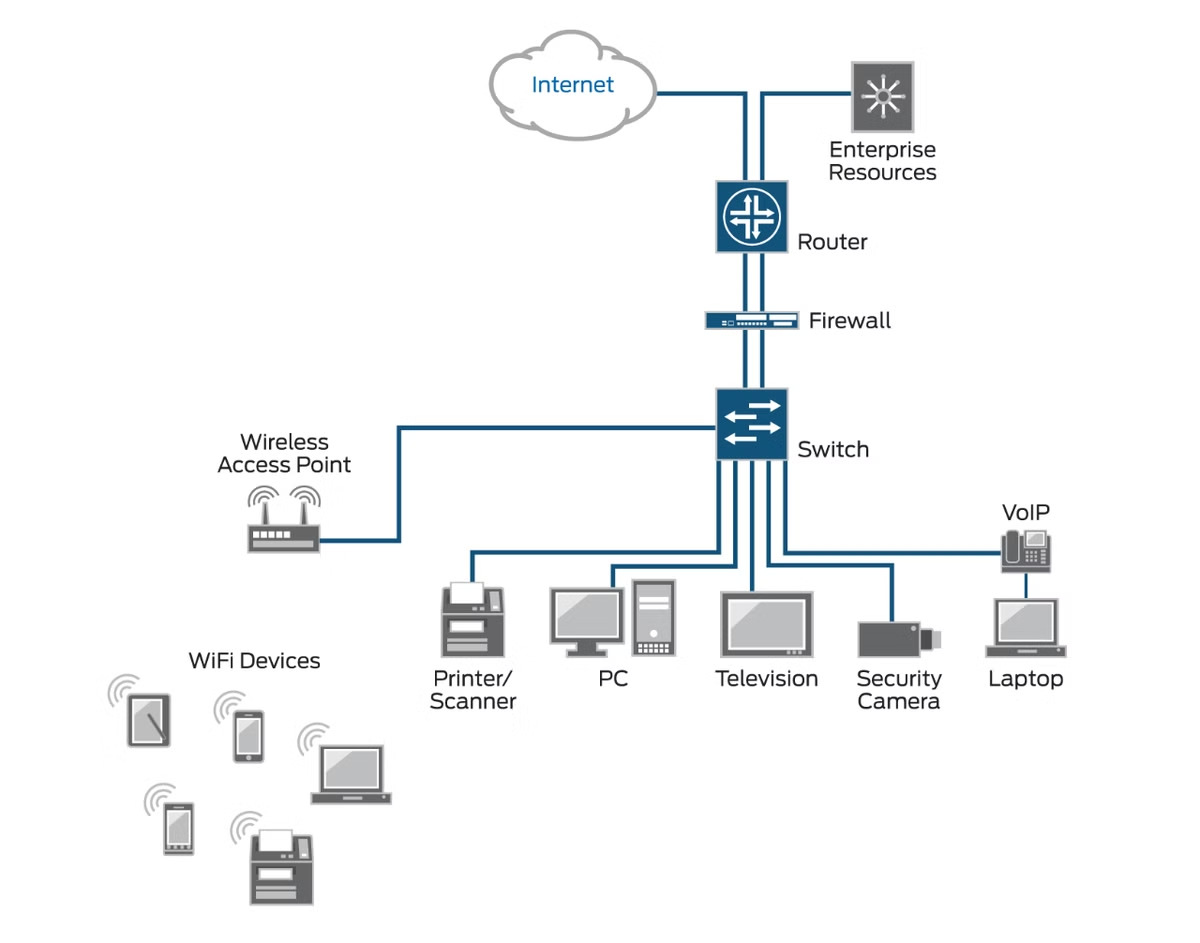 Internet
Enterprise
Resources
Router
Firewall
Switch
Wireless
Access Point
VoIP
WiFi Devices
Printer/
Scanner
PC
Television
Security
Camera
Laptop